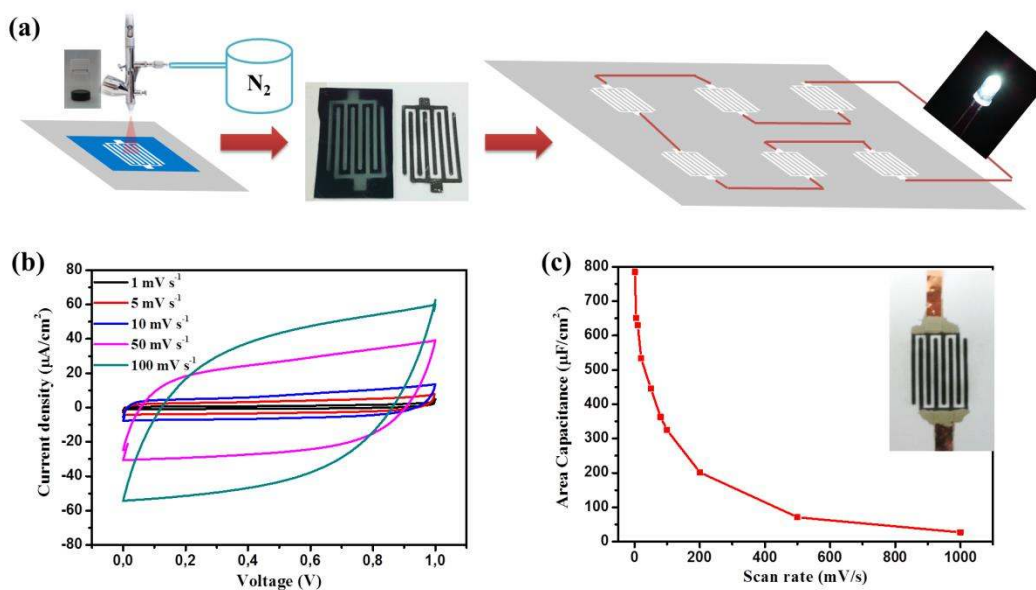 (a)
N₂
(b)
1 mV s⁻¹
5 mV s⁻¹
10 mV s⁻¹
50 mV s⁻¹
100 mV s⁻¹
80
60
40
20
0
-20
-40
-60
-80
Current density (μA/cm²)
0,0
0,2
0,4
0,6
0,8
1,0
Voltage (V)
(c)
800
700
600
500
400
300
200
100
0
Area Capacitance (μF/cm²)
0
200
400
600
800
1000
Scan rate (mV/s)